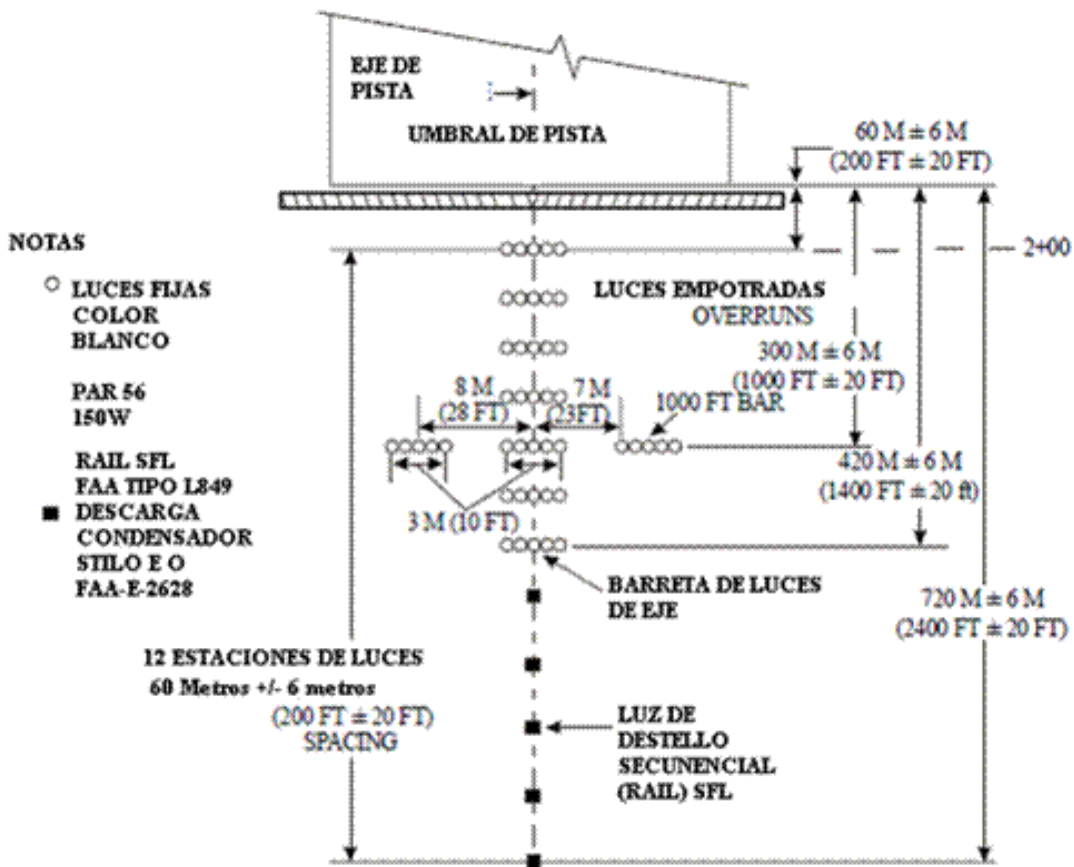 EJE DE
PISTA
UMBRAL DE PISTA
60 M ± 6 M
(200 FT ± 20 FT)
NOTAS
2+00
LUCES FIJAS
COLOR
BLANCO
LUCES EMPOTRADAS
OVERRUNS
300 M ± 6 M
(1000 FT ± 20 FT)
PAR 56
150W
8 M
(28 FT)
7 M
(23FT)
1000 FT BAR
RAIL SFL
FAA TIPO L849
DESCARGA
CONDENSADOR
STILO E O
FAA-E-2628
3 M (10 FT)
420 M ± 6 M
(1400 FT ± 20 ft)
BARRETA DE LUCES
DE EJE
720 M ± 6 M
(2400 FT ± 20 FT)
12 ESTACIONES DE LUCES
60 Metros +/- 6 metros
(200 FT ± 20 FT)
SPACING
LUZ DE
DESTELLO
SECUNENCIAL
(RAIL) SFL